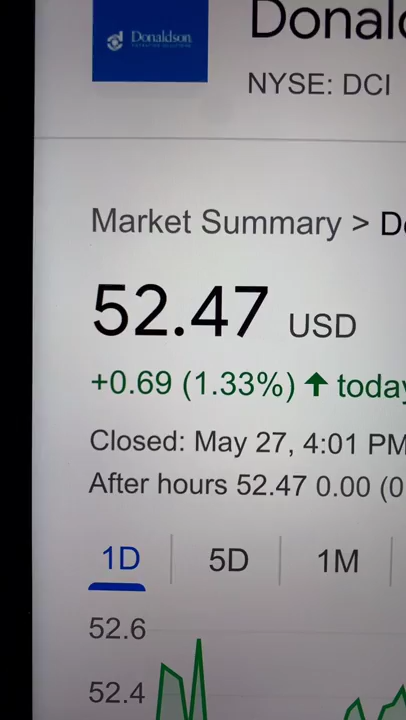 Donaldson
Donal
NYSE: DCI
Market Summary >
52.47 USD
+0.69 (1.33%) ↑ today
Closed: May 27, 4:01 PM
After hours 52.47 0.00 (0
1D
5D
1M
52.6
52.4